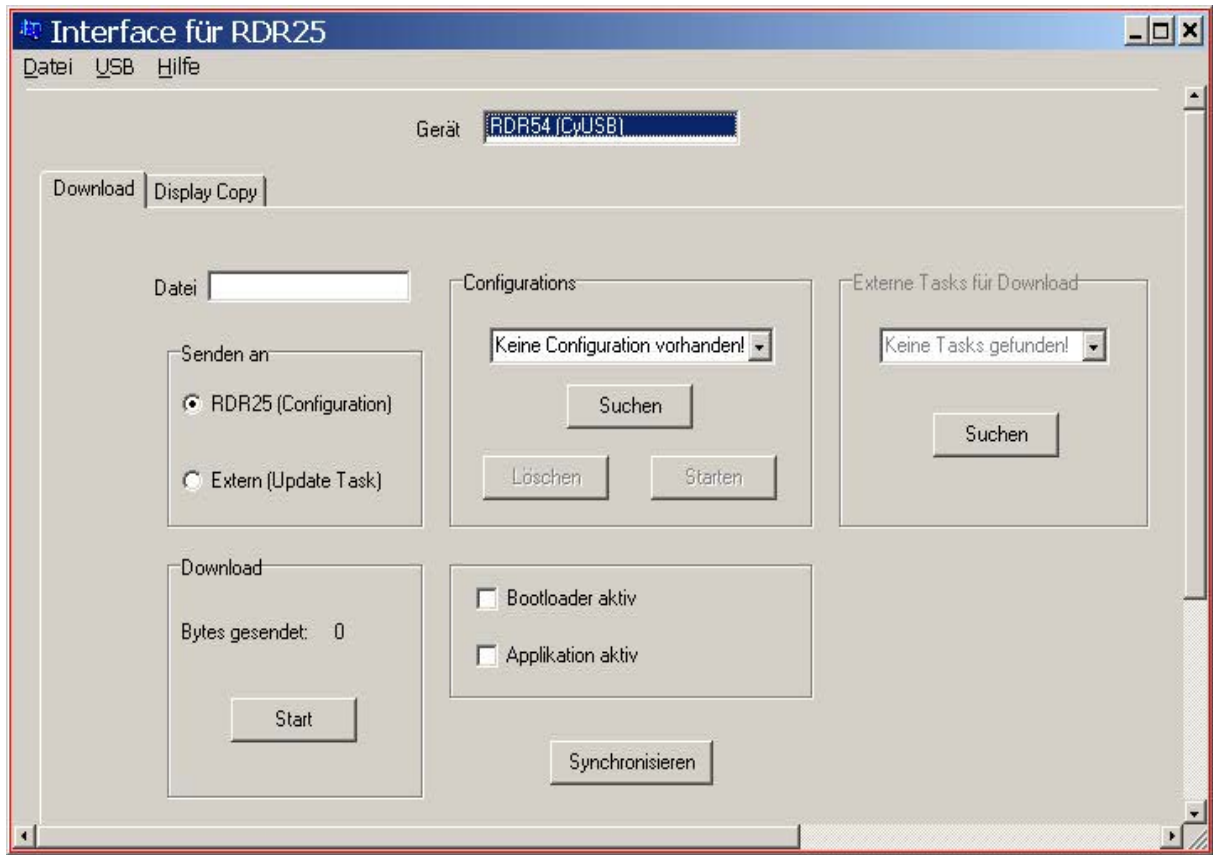 Interface für RDR25
Datei USB Hilfe
Gerät RDR54 (CyUSB)
Download Display Copy
Datei
Senden an
RDR25 (Configuration)
Extern (Update Task)
Configurations
Keine Configuration vorhanden!
Suchen
Löschen Starten
Externe Tasks für Download
Keine Tasks gefunden!
Suchen
Download
Bytes gesendet: 0
Start
Bootloader aktiv
Applikation aktiv
Synchronisieren